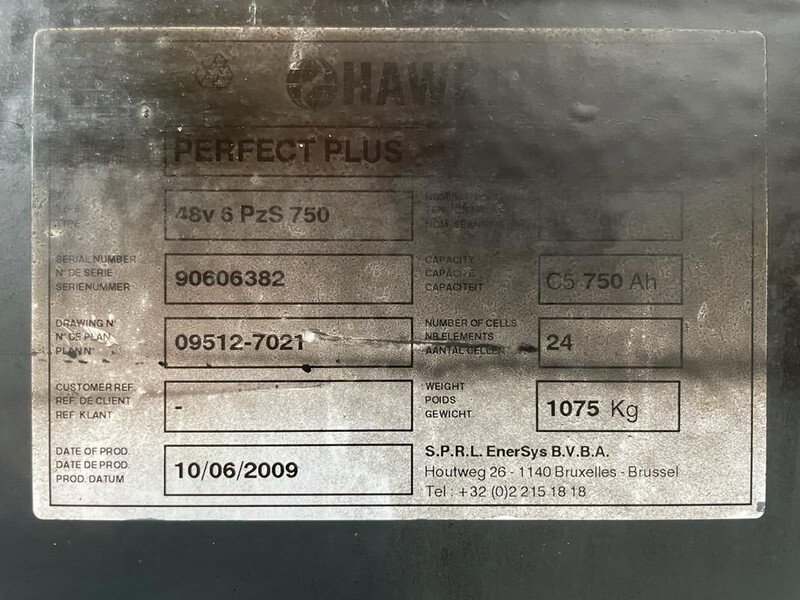 HAWK
PERFECT PLUS
TYPE
48v 6 PzS 750
SERIAL NUMBER
N° DE SERIE
SERIENUMMER
90606382
CAPACITY
CAPACITE
CAPACITEIT
C5 750 Ah
DRAWING N°
N° DE PLAN
PLAN N°
09512-7021
NUMBER OF CELLS
NB.ELEMENTS
AANTAL CELLEN
24
CUSTOMER REF.
REF. DE CLIENT
REF. KLANT
-
WEIGHT
POIDS
GEWICHT
1075 Kg
DATE OF PROD.
DATE DE PROD.
PROD. DATUM
10/06/2009
S.P.R.L. EnerSys B.V.B.A.
Houtweg 26 - 1140 Bruxelles - Brussel
Tel : +32 (0)2 215 18 18